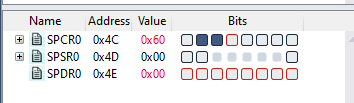 Name Address Value Bits
SPCR0 0x4C 0x60
SPSR0 0x4D 0x00
SPDR0 0x4E 0x00